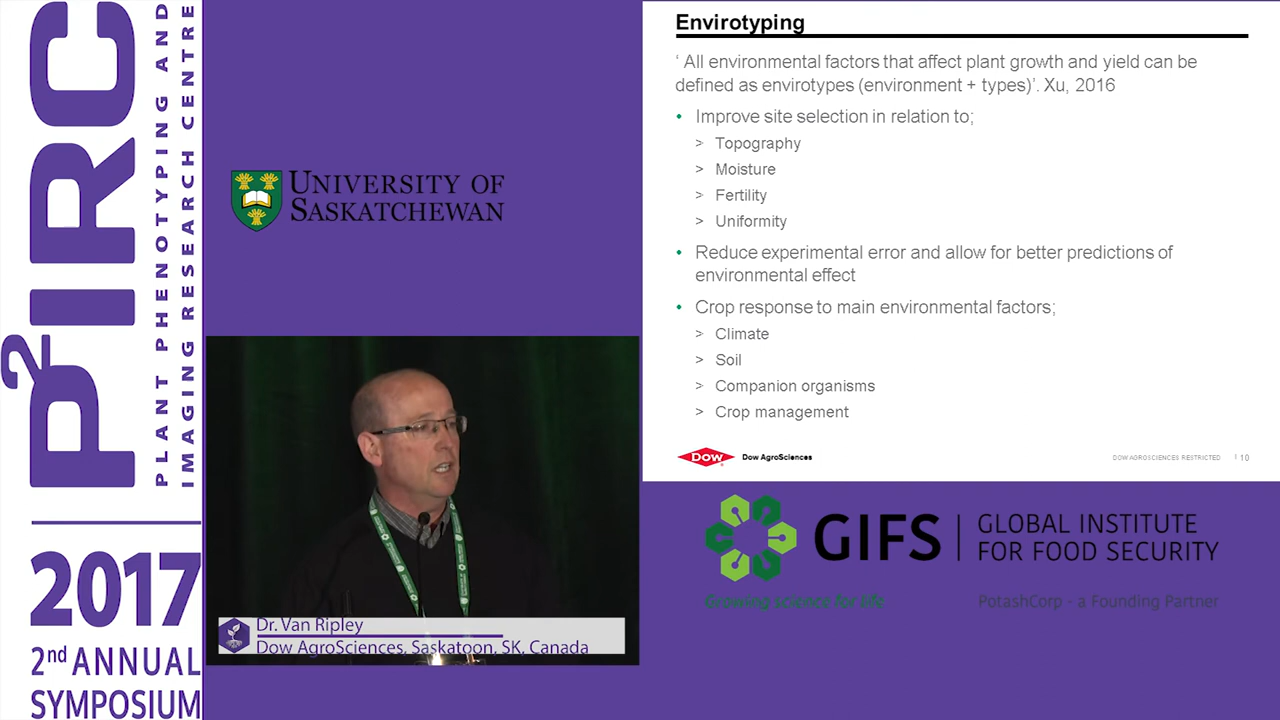 P²IRC
PLANT PHENOTYPING AND
IMAGING RESEARCH CENTRE
2017
2nd ANNUAL
SYMPOSIUM
UNIVERSITY OF
SASKATCHEWAN
Dr. Van Ripley
Dow AgroSciences, Saskatoon, SK, Canada
Envirotyping
‘ All environmental factors that affect plant growth and yield can be
defined as envirotypes (environment + types)’. Xu, 2016
• Improve site selection in relation to;
> Topography
> Moisture
> Fertility
> Uniformity
• Reduce experimental error and allow for better predictions of
environmental effect
• Crop response to main environmental factors;
> Climate
> Soil
> Companion organisms
> Crop management
DOW Dow AgroSciences
DOW AGROSCIENCES RESTRICTED 10
GIFS | GLOBAL INSTITUTE
FOR FOOD SECURITY
Growing science for life
PotashCorp - a Founding Partner